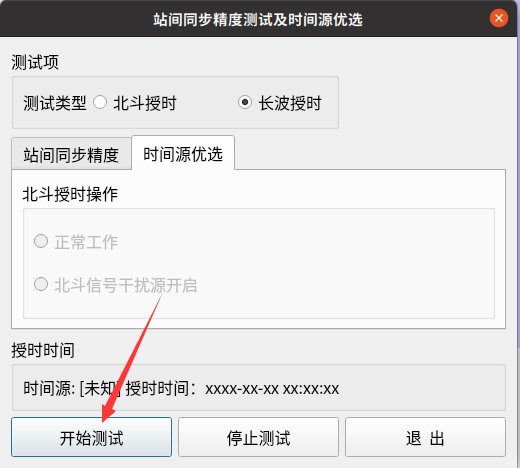 站间同步精度测试及时间源优选
测试项
测试类型 北斗授时 长波授时
站间同步精度 时间源优选
北斗授时操作
正常工作
北斗信号干扰源开启
授时时间
时间源: [未知] 授时时间：xxxx-xx-xx xx:xx:xx
开始测试 停止测试 退 出